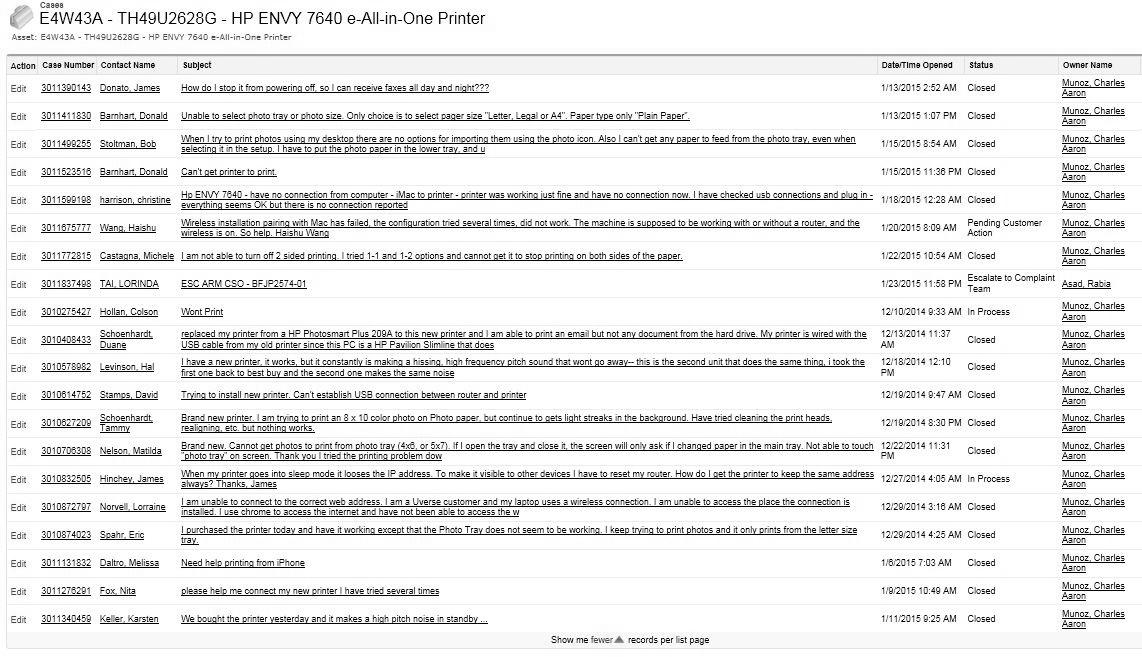 Cases
E4W43A - TH49U2628G - HP ENVY 7640 e-All-in-One Printer
Asset: E4W43A - TH49U2628G - HP ENVY 7640 e-All-in-One Printer
Action Case Number Contact Name Subject Date/Time Opened Status Owner Name
Edit 3011390143 Donato, James How do I stop it from powering off, so I can receive faxes all day and night??? 1/13/2015 2:52 AM Closed Munoz, Charles
Aaron
Edit 3011411830 Barnhart, Donald Unable to select photo tray or photo size. Only choice is to select pager size "Letter, Legal or A4". Paper type only "Plain Paper". 1/13/2015 1:07 PM Closed Munoz, Charles
Aaron
Edit 3011499255 Stoltman, Bob When I try to print photos using my desktop there are no options for importing them using the photo icon. Also I can't get any paper to feed from the photo tray, even when 1/15/2015 8:54 AM Closed Munoz, Charles
selecting it in the setup. I have to put the photo paper in the lower tray, and u Aaron
Edit 3011523516 Barnhart, Donald Can't get printer to print. 1/15/2015 11:36 PM Closed Munoz, Charles
Aaron
Edit 3011599198 harrison, christine Hp ENVY 7640 - have no connection from computer - iMac to printer - printer was working just fine and have no connection now. I have checked usb connections and plug in - 1/18/2015 12:28 AM Closed Munoz, Charles
everything seems OK but there is no connection reported Aaron
Edit 3011675777 Wang, Haishu Wireless installation pairing with Mac has failed, the configuration tried several times, did not work. The machine is supposed to be working with or without a router, and the 1/20/2015 8:09 AM Pending Customer Munoz, Charles
wireless is on. So help. Haishu Wang Action Aaron
Edit 3011772815 Castagna, Michele I am not able to turn off 2 sided printing. I tried 1-1 and 1-2 options and cannot get it to stop printing on both sides of the paper. 1/22/2015 10:54 AM Closed Munoz, Charles
Aaron
Edit 3011837498 TAI, LORINDA ESC ARM CSO - BFJP2574-01 1/23/2015 11:58 PM Escalate to Complaint Asad, Rabia
Team
Edit 3010275427 Hollan, Colson Wont Print 12/10/2014 9:33 AM In Process Munoz, Charles
Aaron
Edit 3010408433 Schoenhardt, replaced my printer from a HP Photosmart Plus 209A to this new printer and I am able to print an email but not any document from the hard drive. My printer is wired with the 12/13/2014 11:37 Closed Munoz, Charles
Duane USB cable from my old printer since this PC is a HP Pavilion Slimline that does AM Aaron
Edit 3010578982 Levinson, Hal I have a new printer, it works, but it constantly is making a hissing, high frequency pitch sound that wont go away-- this is the second unit that does the same thing, i took the 12/18/2014 12:10 Closed Munoz, Charles
first one back to best buy and the second one makes the same noise PM Aaron
Edit 3010614752 Stamps, David Trying to install new printer. Can't establish USB connection between router and printer 12/19/2014 9:47 AM Closed Munoz, Charles
Aaron
Edit 3010627209 Schoenhardt, Brand new printer. I am trying to print an 8 x 10 color photo on Photo paper, but continue to gets light streaks in the background. Have tried cleaning the print heads, 12/19/2014 8:30 PM Closed Munoz, Charles
Tammy realigning, etc. but nothing works. Aaron
Edit 3010706308 Nelson, Matilda Brand new. Cannot get photos to print from photo tray (4x6, or 5x7). If I open the tray and close it, the screen will only ask if I changed paper in the main tray. Not able to touch 12/22/2014 11:31 Closed Munoz, Charles
"photo tray" on screen. Thank you I tried the printing problem dow PM Aaron
Edit 3010832505 Hinchey, James When my printer goes into sleep mode it looses the IP address. To make it visible to other devices I have to reset my router. How do I get the printer to keep the same address 12/27/2014 4:05 AM In Process Munoz, Charles
always? Thanks, James Aaron
Edit 3010872797 Norvell, Lorraine I am unable to connect to the correct web address. I am a Uverse customer and my laptop uses a wireless connection. I am unable to access the place the connection is 12/29/2014 3:16 AM Closed Munoz, Charles
installed. I use chrome to access the internet and have not been able to access the w Aaron
Edit 3010874023 Spahr, Eric I purchased the printer today and have it working except that the Photo Tray does not seem to be working. I keep trying to print photos and it only prints from the letter size 12/29/2014 4:25 AM Closed Munoz, Charles
tray. Aaron
Edit 3011131832 Daltro, Melissa Need help printing from iPhone 1/6/2015 7:03 AM Closed Munoz, Charles
Aaron
Edit 3011276291 Fox, Nita please help me connect my new printer I have tried several times 1/9/2015 10:49 AM Closed Munoz, Charles
Aaron
Edit 3011340459 Keller, Karsten We bought the printer yesterday and it makes a high pitch noise in standby ... 1/11/2015 9:25 AM Closed Munoz, Charles
Aaron
Show me fewer records per list page